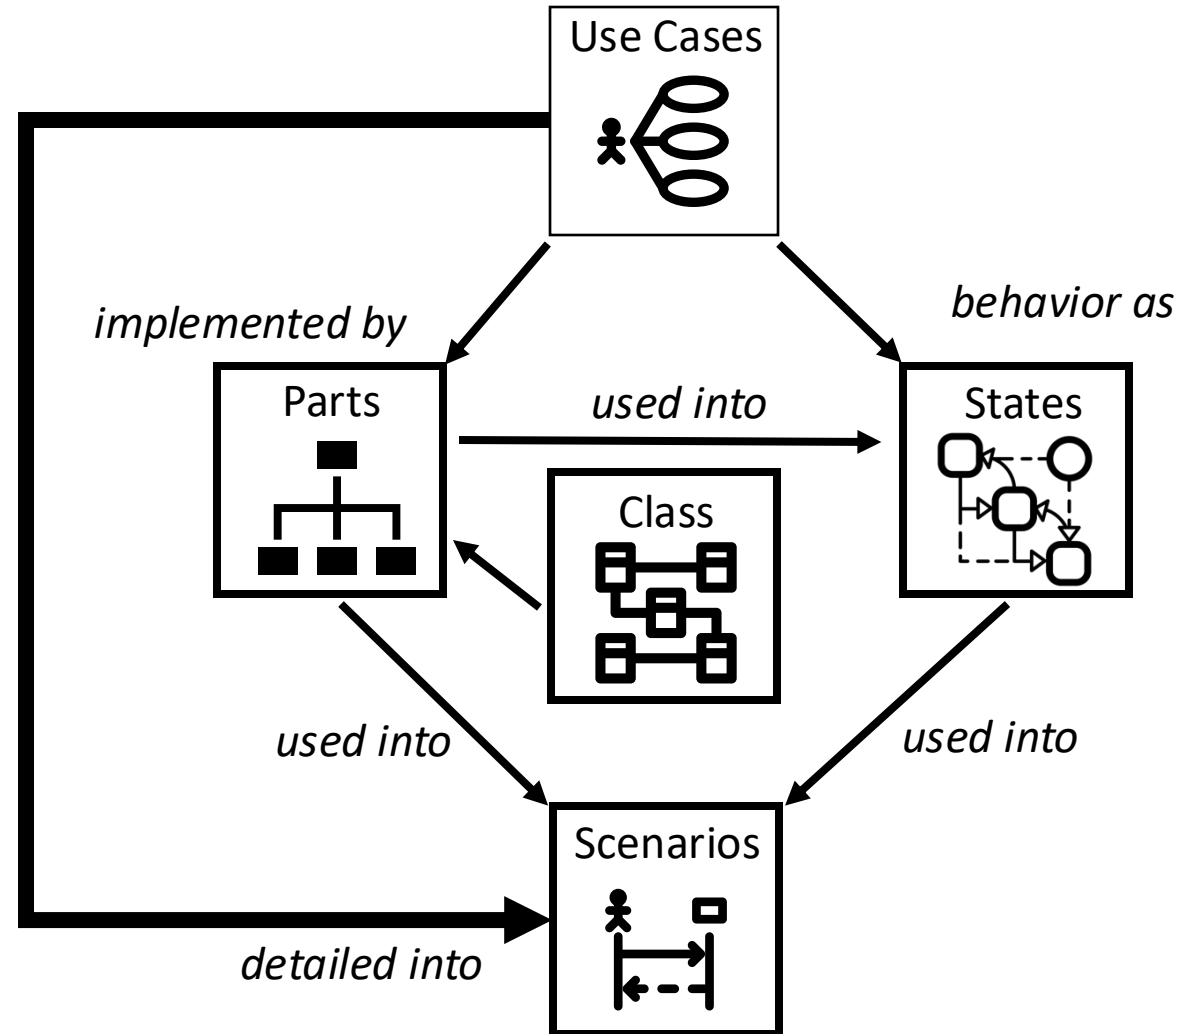 Use Cases
behavior as
implemented by
Parts
used into
States
Class
used into
used into
Scenarios
detailed into